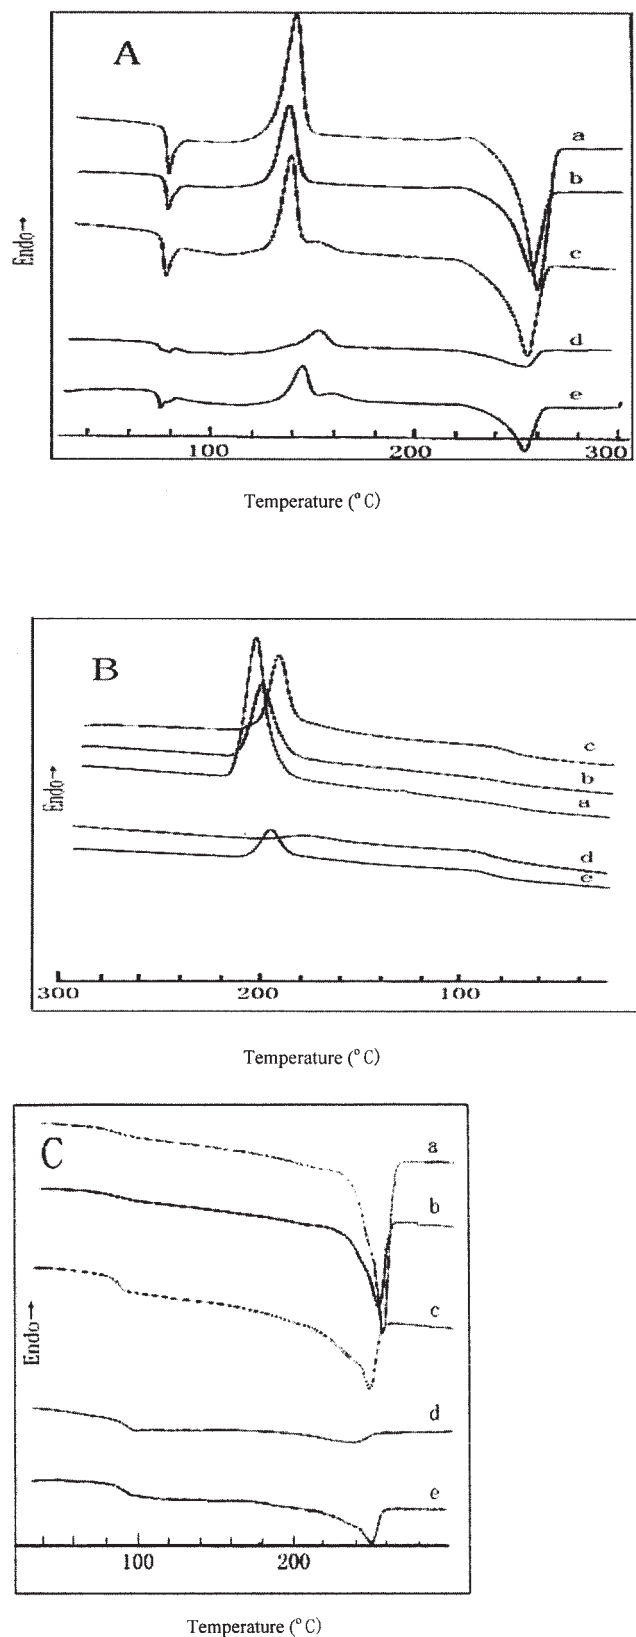 A
a
b
c
d
e
Endo→
100 200 300
Temperature (°C)
B
c
b
a
d
e
Endo→
300 200 100
Temperature (°C)
C
a
b
c
d
e
Endo→
100 200
Temperature (°C)